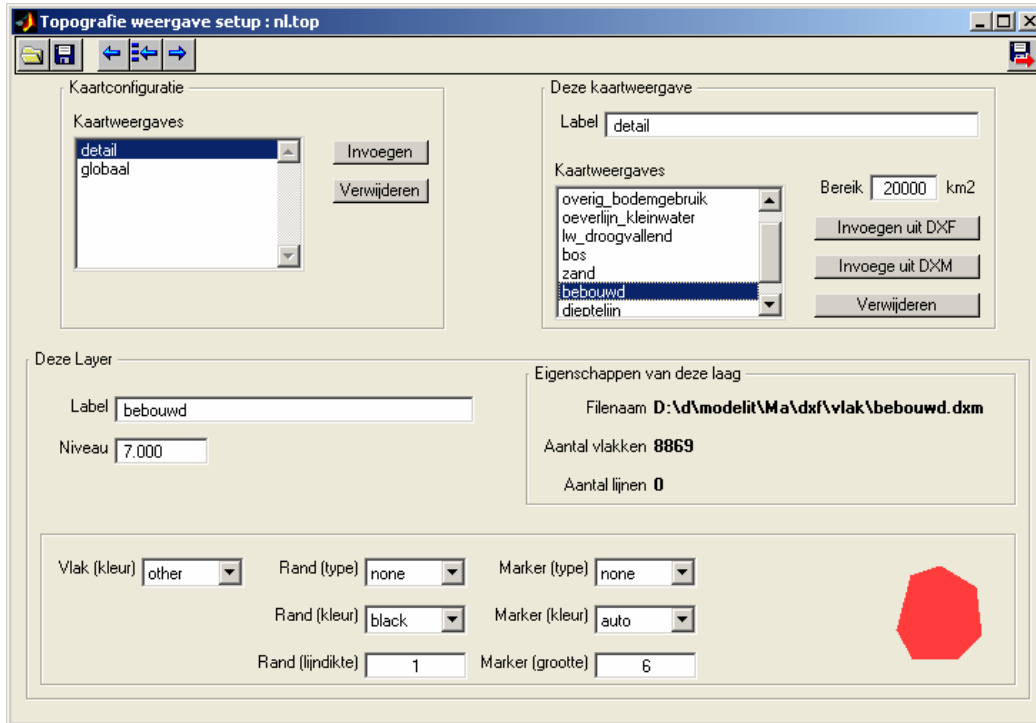 Topografie weergave setup : nl.top
Kaartconfiguratie
Kaartweergaves
detail
globaal
Invoegen
Verwijderen
Deze kaartweergave
Label detail
Kaartweergaves
overig_bodemgebruik
oeverlijn_kleinwater
lw_droogvallend
bos
zand
bebouwd
dieptelijn
Bereik 20000 km2
Invoegen uit DXF
Invoege uit DXM
Verwijderen
Deze Layer
Label bebouwd
Niveau 7.000
Eigenschappen van deze laag
Filenaam D:\d\modelit\Ma\dxf\vlak\bebouwd.dxm
Aantal vlakken 8869
Aantal lijnen 0
Vlak (kleur) other Rand (type) none Marker (type) none
Rand (kleur) black Marker (kleur) auto
Rand (lijndikte) 1 Marker (grootte) 6